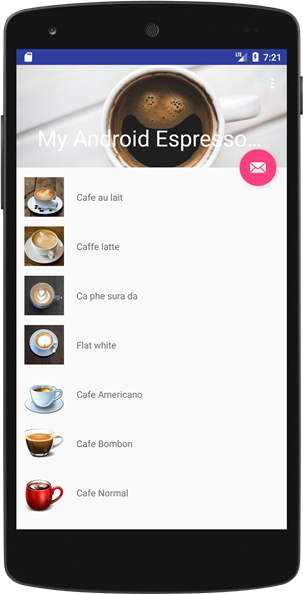 7:21
My Android Espresso…
Cafe au lait
Caffe latte
Ca phe sura da
Flat white
Cafe Americano
Cafe Bombon
Cafe Normal